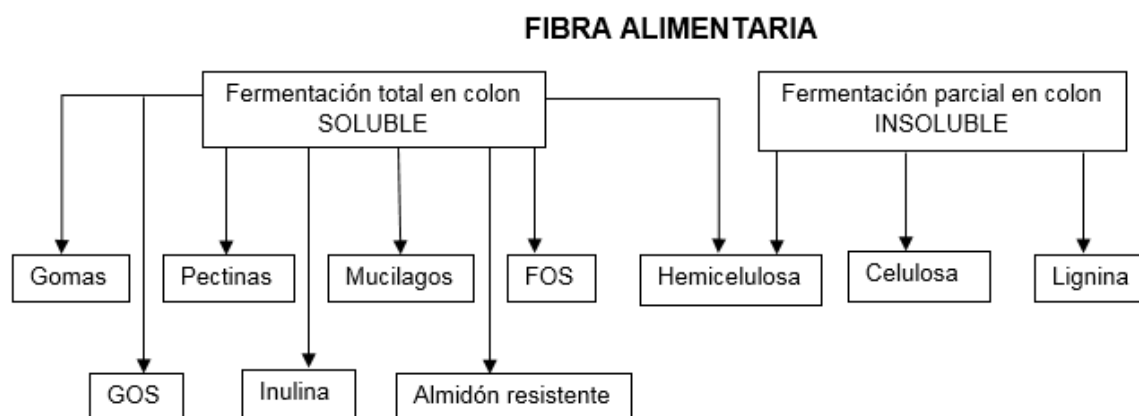 FIBRA ALIMENTARIA
Fermentación total en colon
SOLUBLE
Fermentación parcial en colon
INSOLUBLE
Gomas
Pectinas
Mucilagos
FOS
Hemicelulosa
Celulosa
Lignina
GOS
Inulina
Almidón resistente